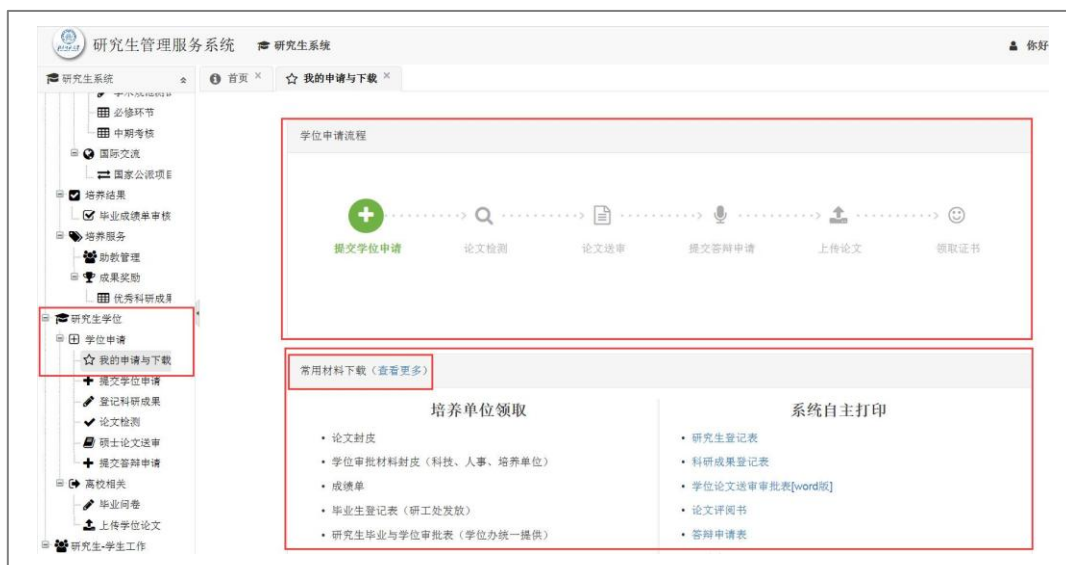 研究生管理服务系统 研究生系统 你好
研究生系统 首页 × 我的申请与下载 ×
必修环节
中期考核
国际交流
国家公派项目
培养结果
毕业成绩单审核
培养服务
助教管理
成果奖励
优秀科研成果
研究生学位
学位申请
我的申请与下载
提交学位申请
登记科研成果
论文检测
硕士论文送审
提交答辩申请
离校相关
毕业问卷
上传学位论文
研究生-学生工作
学位申请流程
提交学位申请 论文检测 论文送审 提交答辩申请 上传论文 领取证书
常用材料下载（查看更多）
培养单位领取
• 论文封皮
• 学位审批材料封皮（科技、人事、培养单位）
• 成绩单
• 毕业生登记表（研工处发放）
• 研究生毕业与学位审批表（学位办统一提供）
系统自主打印
• 研究生登记表
• 科研成果登记表
• 学位论文送审审批表[word版]
• 论文评阅书
• 答辩申请表